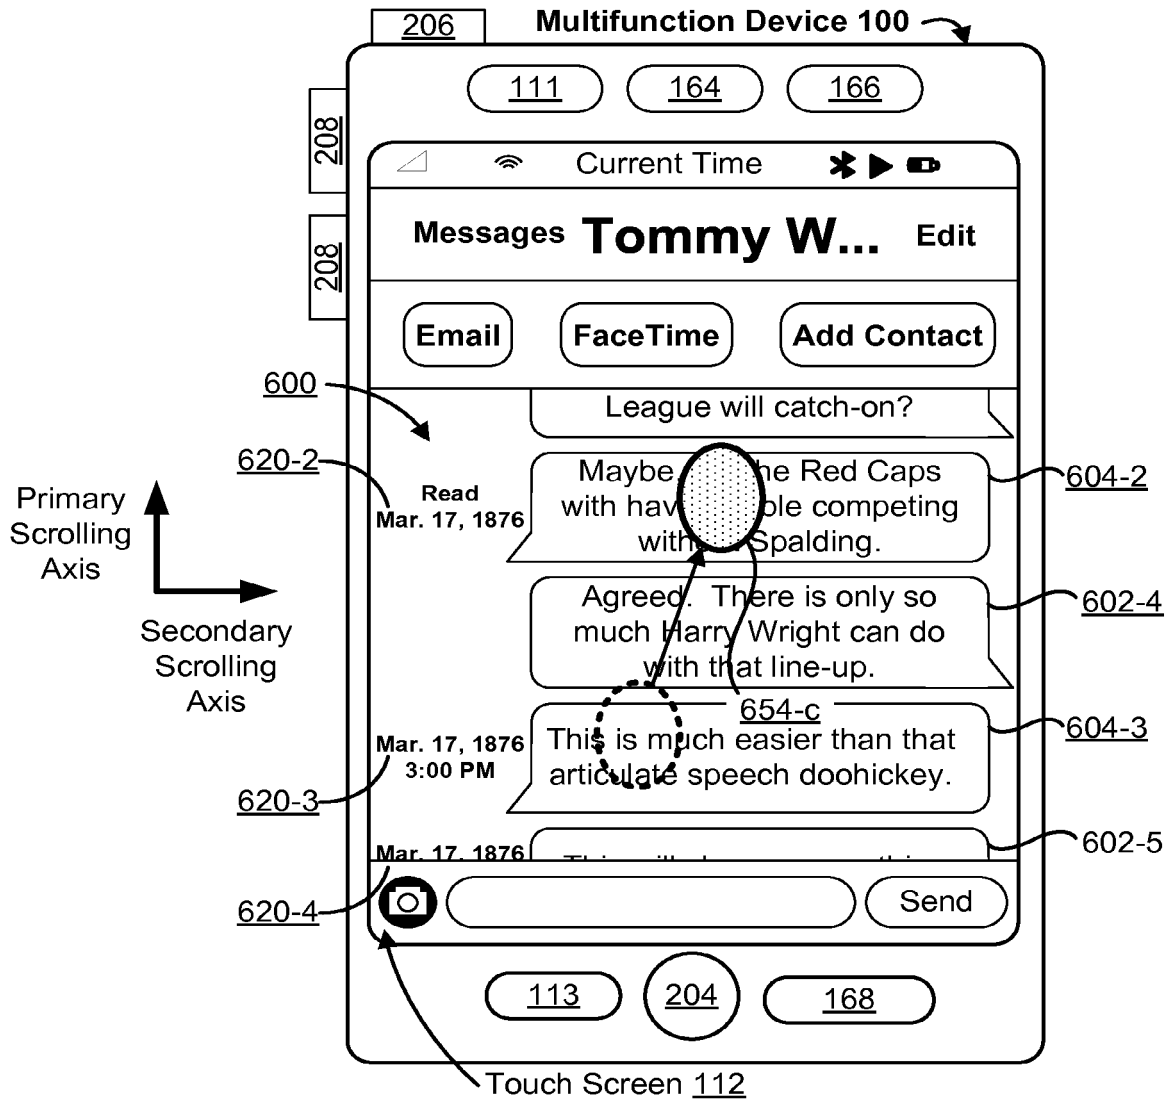 206
Multifunction Device 100
111
164
166
208
208
Current Time
Messages
Tommy W...
Edit
Email
FaceTime
Add Contact
600
League will catch-on?
620-2
Read
Mar. 17, 1876
Maybe he Red Caps
with hav ble competing
with Spalding.
604-2
Primary
Scrolling
Axis
Secondary
Scrolling
Axis
Agreed. There is only so
much Harry Wright can do
with that line-up.
602-4
654-c
604-3
Mar. 17, 1876
3:00 PM
This is much easier than that
articulate speech doohickey.
620-3
602-5
Mar. 17, 1876
620-4
Send
113
204
168
Touch Screen 112